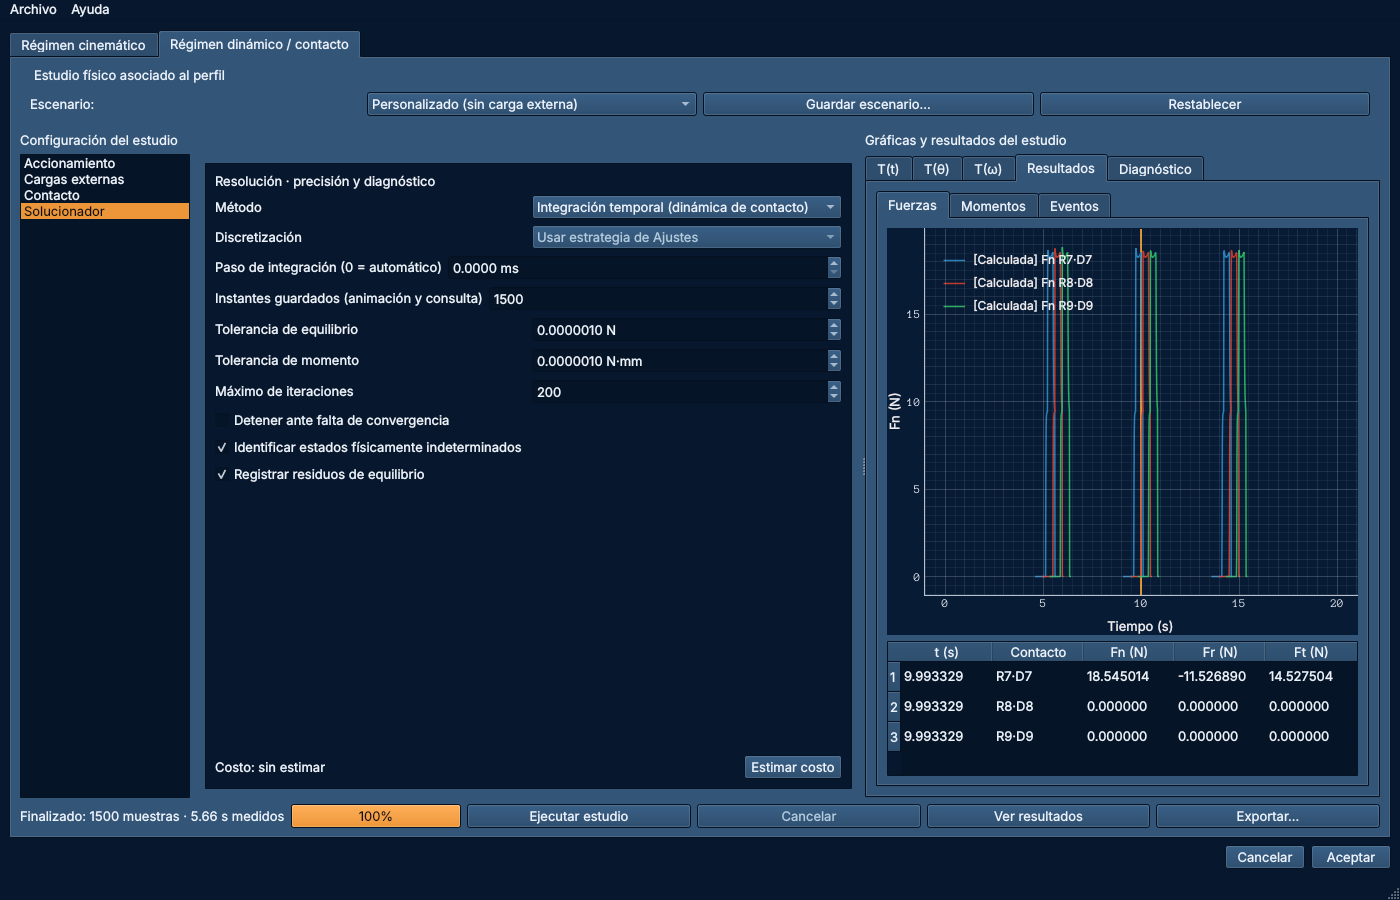 Archivo Ayuda
Régimen cinemático Régimen dinámico / contacto
Estudio físico asociado al perfil
Escenario: Personalizado (sin carga externa) Guardar escenario... Restablecer
Configuración del estudio
Accionamiento
Cargas externas
Contacto
Solucionador
Resolución · precisión y diagnóstico
Método Integración temporal (dinámica de contacto)
Discretización Usar estrategia de Ajustes
Paso de integración (0 = automático) 0.0000 ms
Instantes guardados (animación y consulta) 1500
Tolerancia de equilibrio 0.0000010 N
Tolerancia de momento 0.0000010 N·mm
Máximo de iteraciones 200
Detener ante falta de convergencia
✓ Identificar estados físicamente indeterminados
✓ Registrar residuos de equilibrio
Costo: sin estimar Estimar costo
Gráficas y resultados del estudio
T(t) T(θ) T(ω) Resultados Diagnóstico
Fuerzas Momentos Eventos
[Calculada] Fn R7·D7
[Calculada] Fn R8·D8
[Calculada] Fn R9·D9
15
10
5
0
Fn (N)
0 5 10 15 20
Tiempo (s)
t (s) Contacto Fn (N) Fr (N) Ft (N)
1 9.993329 R7·D7 18.545014 -11.526890 14.527504
2 9.993329 R8·D8 0.000000 0.000000 0.000000
3 9.993329 R9·D9 0.000000 0.000000 0.000000
Finalizado: 1500 muestras · 5.66 s medidos 100% Ejecutar estudio Cancelar Ver resultados Exportar...
Cancelar Aceptar